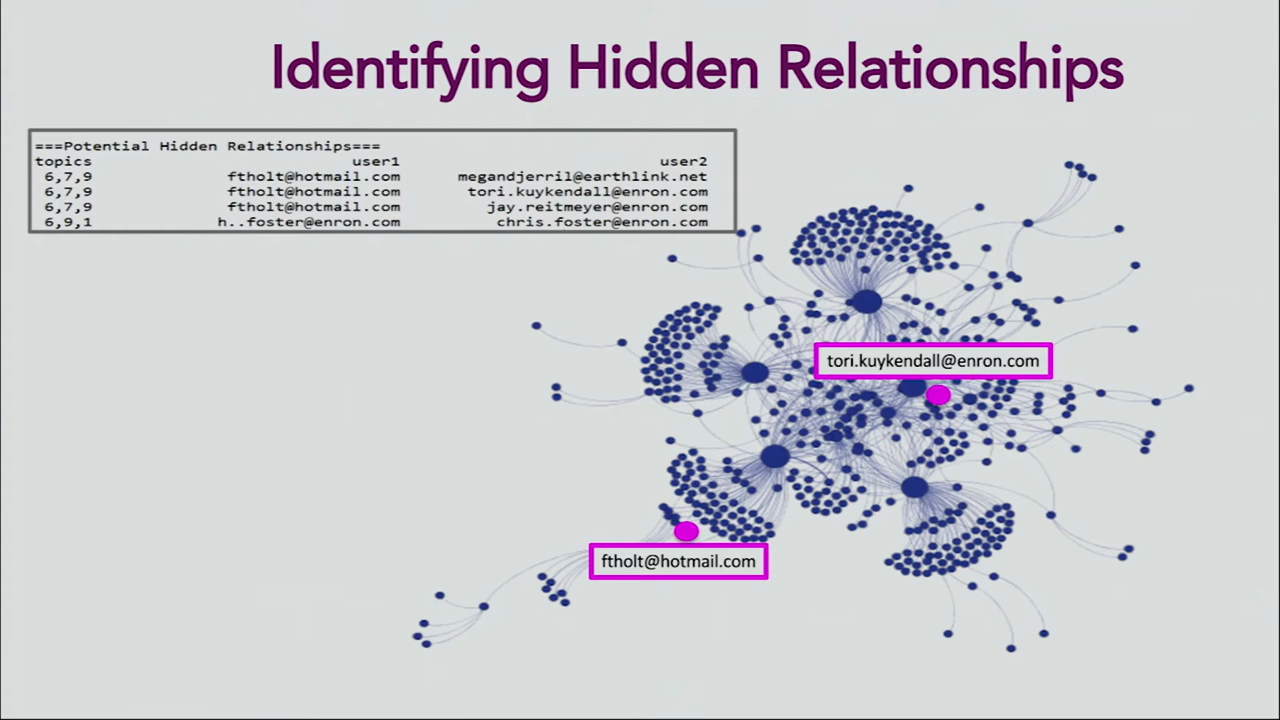 Identifying Hidden Relationships
===Potential Hidden Relationships===
topics user1 user2
6,7,9 ftholt@hotmail.com megandjerril@earthlink.net
6,7,9 ftholt@hotmail.com tori.kuykendall@enron.com
6,7,9 ftholt@hotmail.com jay.reitmeyer@enron.com
6,9,1 h..foster@enron.com chris.foster@enron.com
tori.kuykendall@enron.com
ftholt@hotmail.com